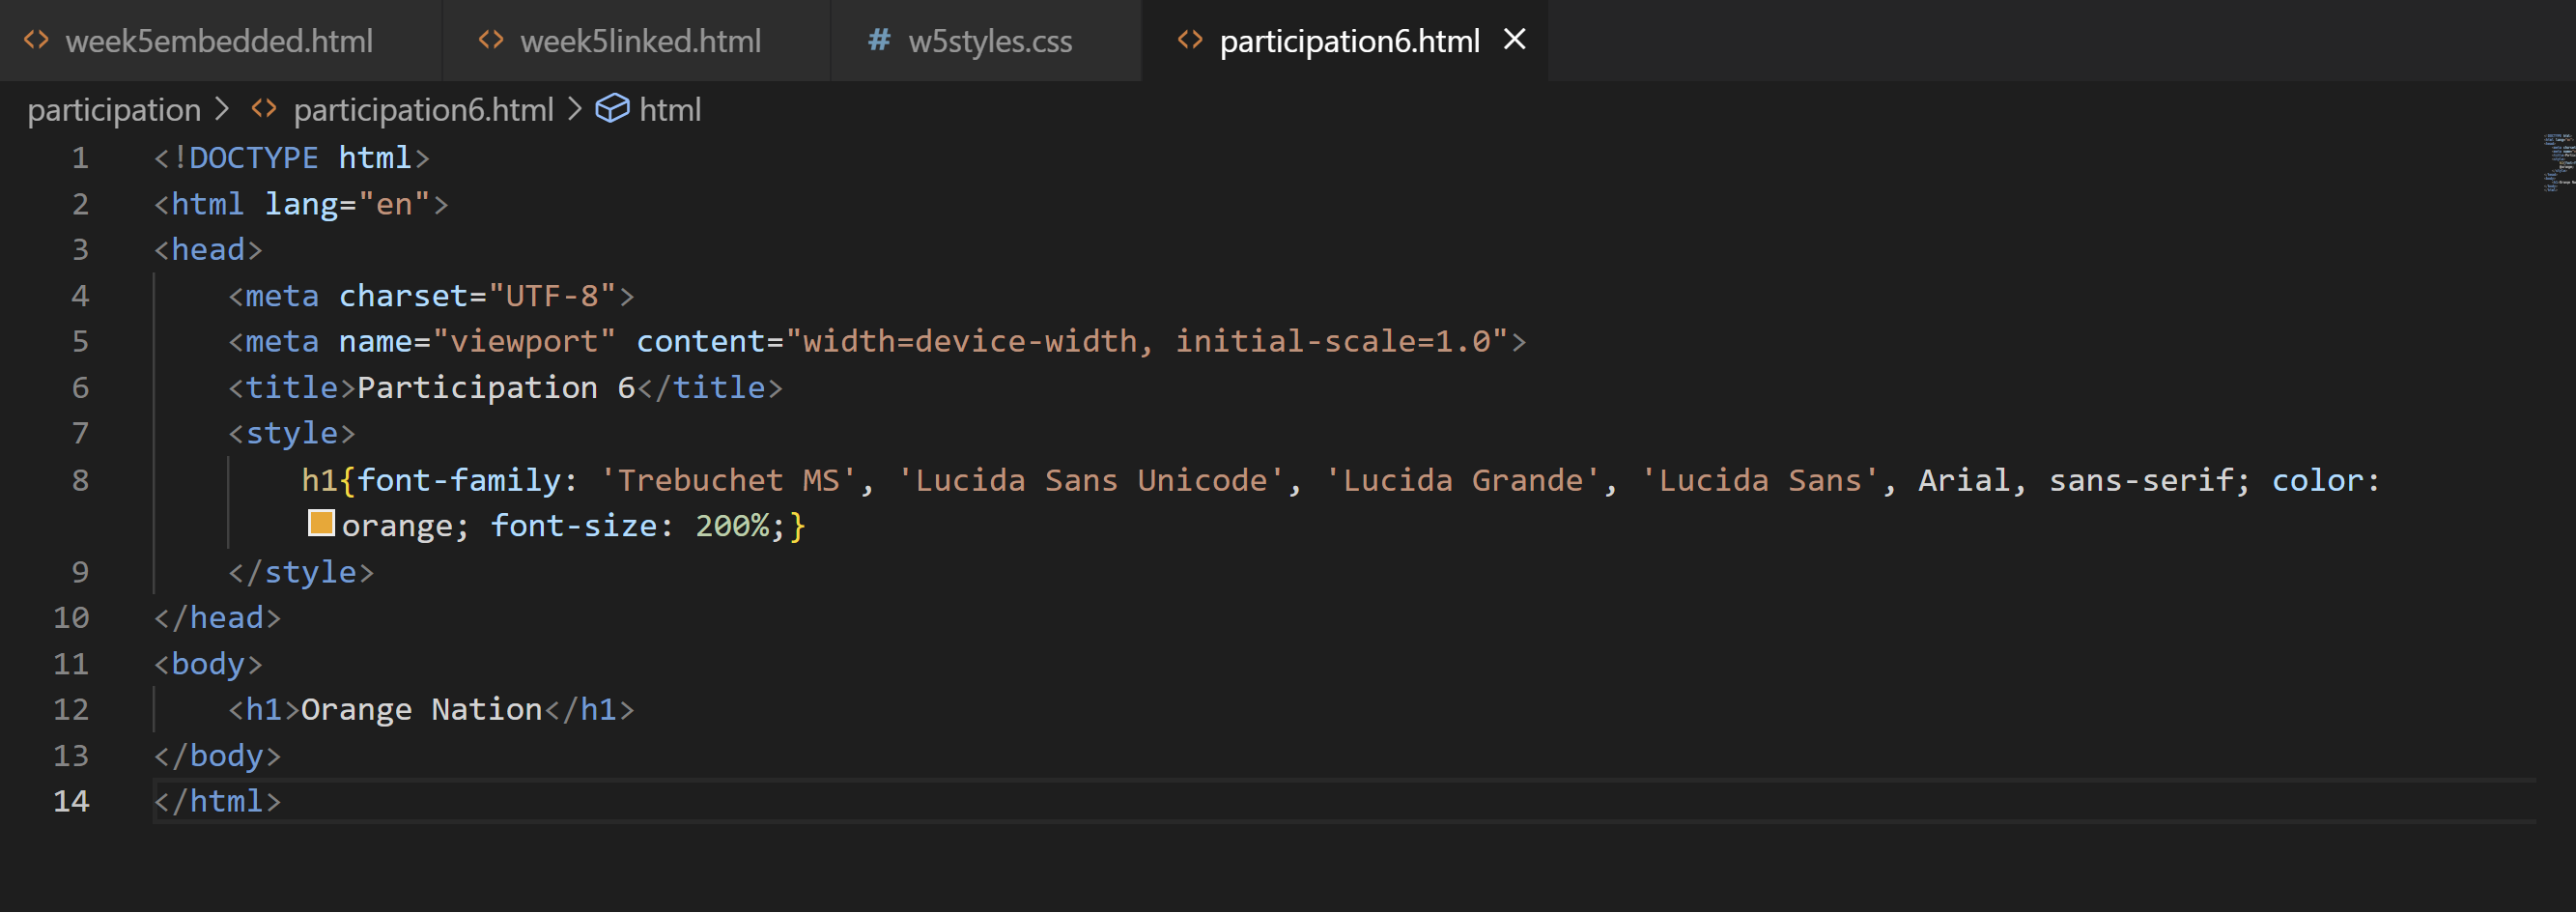 week5embedded.html week5linked.html # w5styles.css participation6.html
participation > participation6.html > html
1 <!DOCTYPE html>
2 <html lang="en">
3 <head>
4     <meta charset="UTF-8">
5     <meta name="viewport" content="width=device-width, initial-scale=1.0">
6     <title>Participation 6</title>
7     <style>
8         h1{font-family: 'Trebuchet MS', 'Lucida Sans Unicode', 'Lucida Grande', 'Lucida Sans', Arial, sans-serif; color:
orange; font-size: 200%;}
9     </style>
10 </head>
11 <body>
12     <h1>Orange Nation</h1>
13 </body>
14 </html>